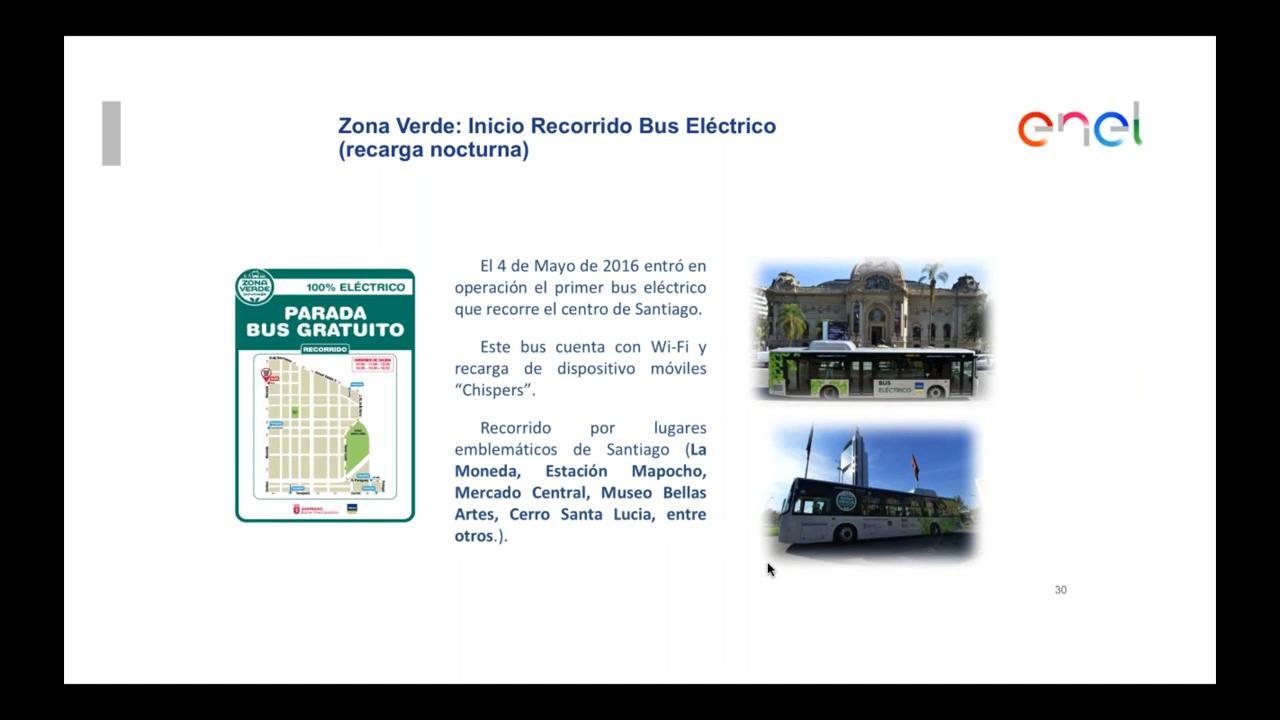 Zona Verde: Inicio Recorrido Bus Eléctrico
(recarga nocturna)
enel
ZONA
VERDE
100% ELÉCTRICO
PARADA
BUS GRATUITO
RECORRIDO
El 4 de Mayo de 2016 entró en
operación el primer bus eléctrico
que recorre el centro de Santiago.
Este bus cuenta con Wi-Fi y
recarga de dispositivo móviles
“Chispers”.
Recorrido por lugares
emblemáticos de Santiago (La
Moneda, Estación Mapocho,
Mercado Central, Museo Bellas
Artes, Cerro Santa Lucia, entre
otros.).
BUS
ELÉCTRICO
30